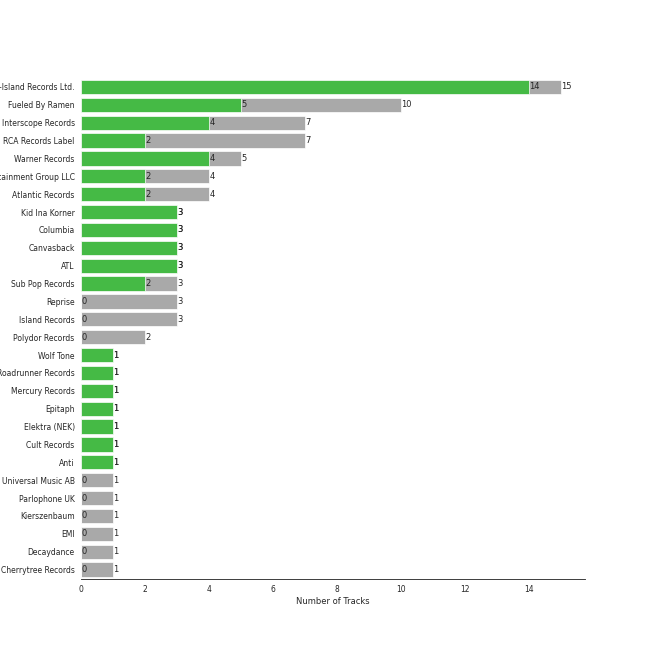 -Island Records Ltd. 14 15
Fueled By Ramen 5 10
Interscope Records 4 7
RCA Records Label 2 7
Warner Records 4 5
tainment Group LLC 2 4
Atlantic Records 2 4
Kid Ina Korner 3
Columbia 3
Canvasback 3
ATL 3
Sub Pop Records 2 3
Reprise 0 3
Island Records 0 3
Polydor Records 0 2
Wolf Tone 1
Roadrunner Records 1
Mercury Records 1
Epitaph 1
Elektra (NEK) 1
Cult Records 1
Anti 1
Universal Music AB 0 1
Parlophone UK 0 1
Kierszenbaum 0 1
EMI 0 1
Decaydance 0 1
Cherrytree Records 0 1
0 2 4 6 8 10 12 14
Number of Tracks